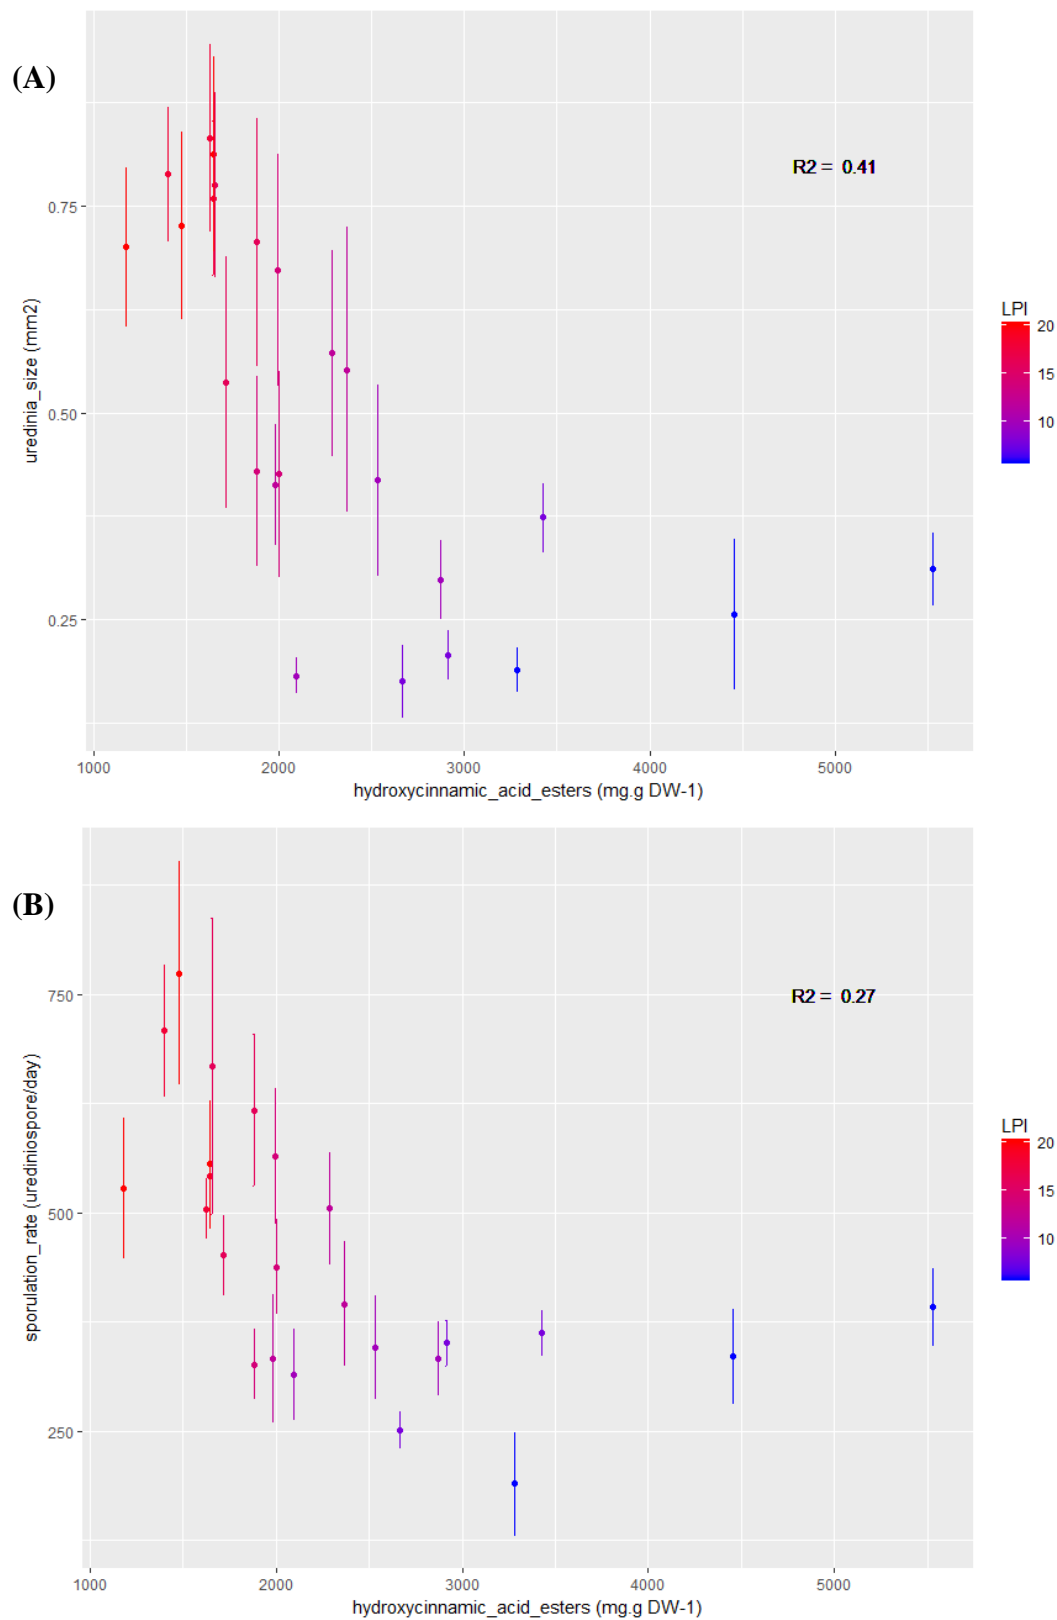 (A)
R2 = 0.41
0.75
0.50
0.25
uredinia_size (mm2)
1000 2000 3000 4000 5000
hydroxycinnamic_acid_esters (mg.g DW-1)
LPI
20
15
10
(B)
R2 = 0.27
750
500
250
sporulation_rate (urediniospore/day)
1000 2000 3000 4000 5000
hydroxycinnamic_acid_esters (mg.g DW-1)
LPI
20
15
10